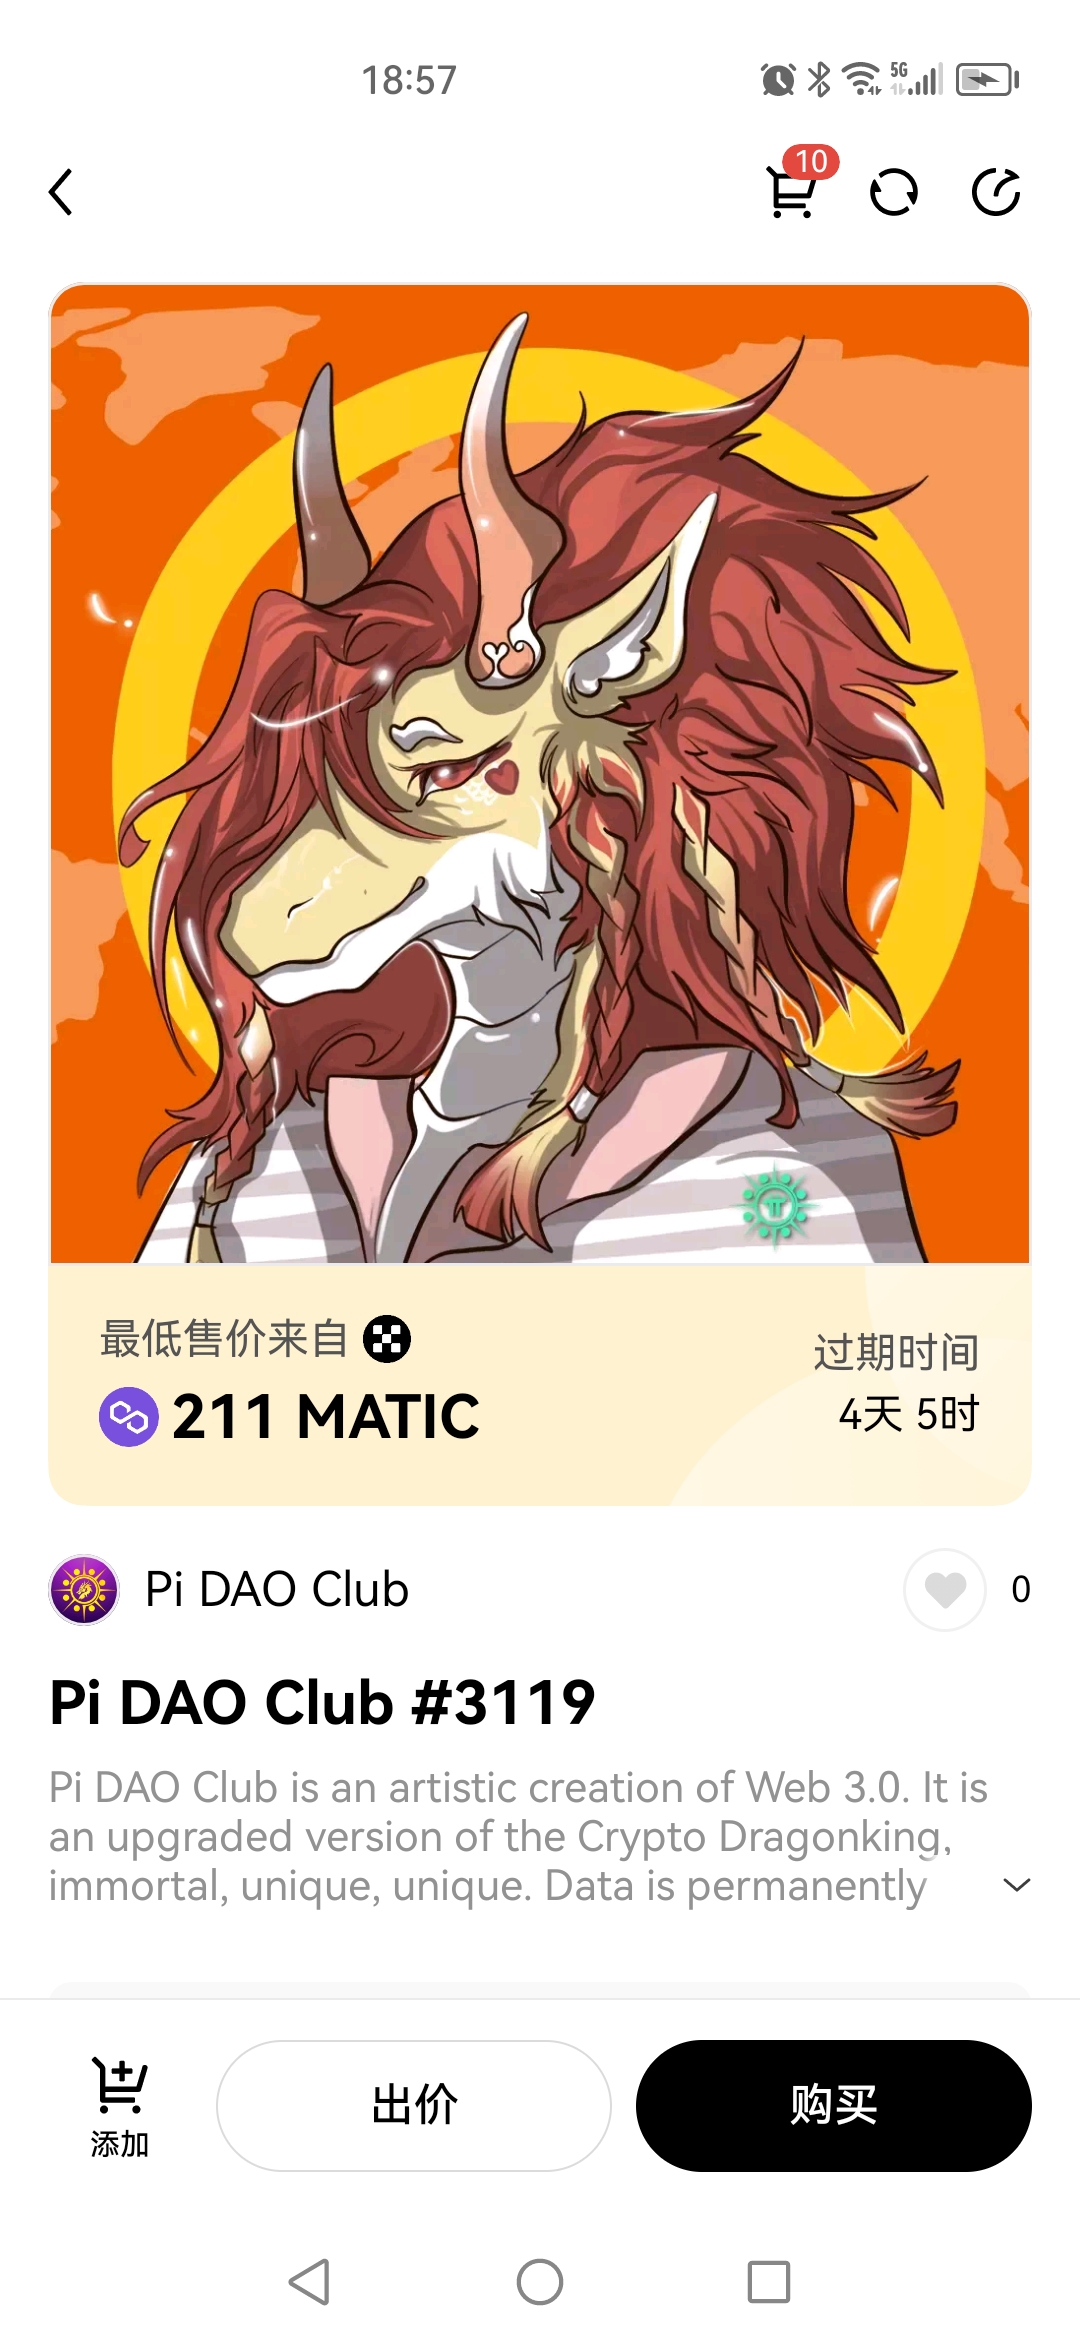 18:57
5G
10
最低售价来自
过期时间
211 MATIC
4天 5时
Pi DAO Club
0
Pi DAO Club #3119
Pi DAO Club is an artistic creation of Web 3.0. It is
an upgraded version of the Crypto Dragonking,
immortal, unique, unique. Data is permanently
添加
出价
购买